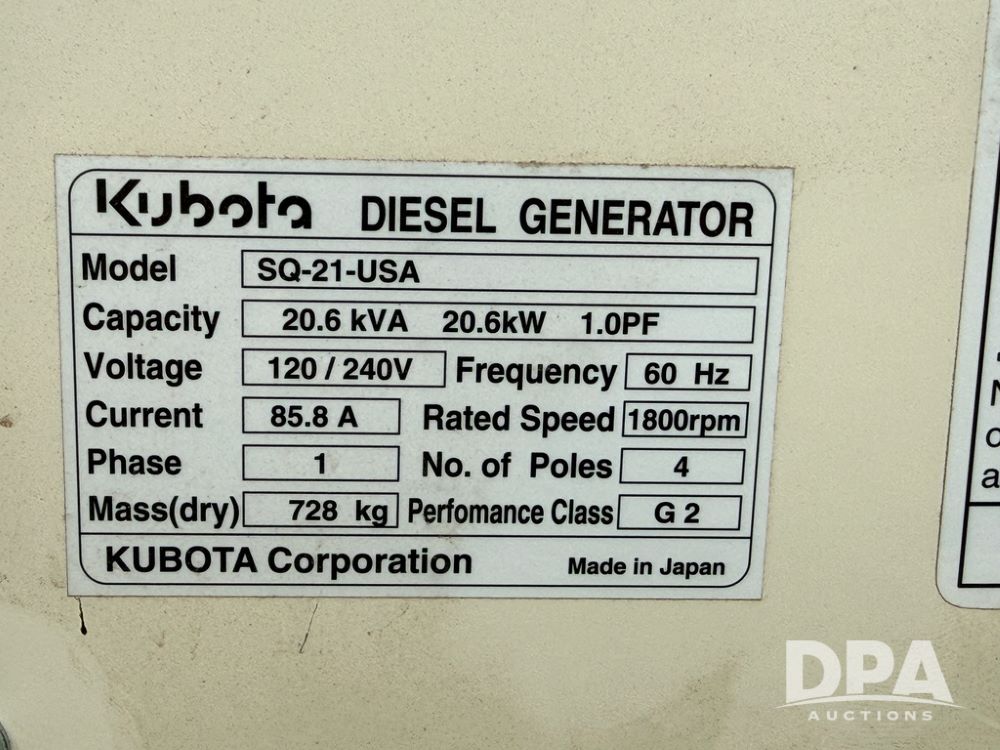 Kubota DIESEL GENERATOR
Model SQ-21-USA
Capacity 20.6 kVA 20.6kW 1.0PF
Voltage 120 / 240V Frequency 60 Hz
Current 85.8 A Rated Speed 1800rpm
Phase 1 No. of Poles 4
Mass(dry) 728 kg Perfomance Class G 2
KUBOTA Corporation Made in Japan
DPA
AUCTIONS